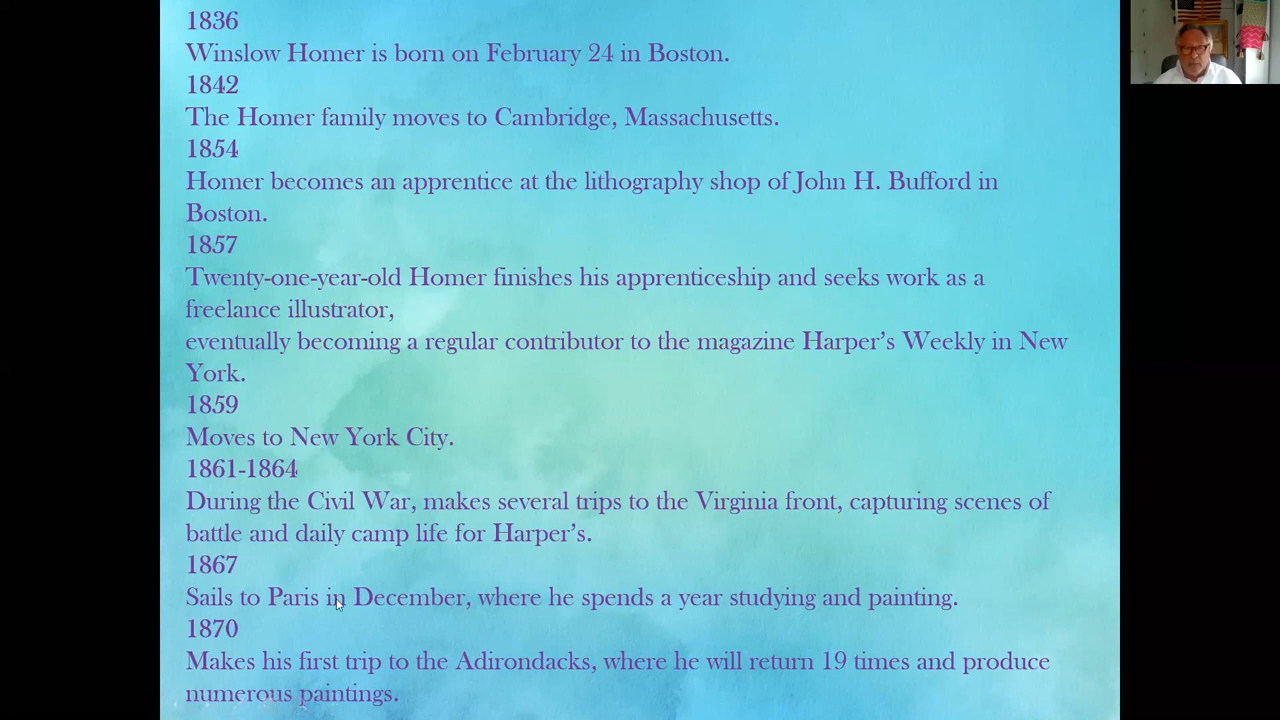 1836
Winslow Homer is born on February 24 in Boston.
1842
The Homer family moves to Cambridge, Massachusetts.
1854
Homer becomes an apprentice at the lithography shop of John H. Bufford in
Boston.
1857
Twenty-one-year-old Homer finishes his apprenticeship and seeks work as a
freelance illustrator,
eventually becoming a regular contributor to the magazine Harper’s Weekly in New
York.
1859
Moves to New York City.
1861-1864
During the Civil War, makes several trips to the Virginia front, capturing scenes of
battle and daily camp life for Harper’s.
1867
Sails to Paris in December, where he spends a year studying and painting.
1870
Makes his first trip to the Adirondacks, where he will return 19 times and produce
numerous paintings.